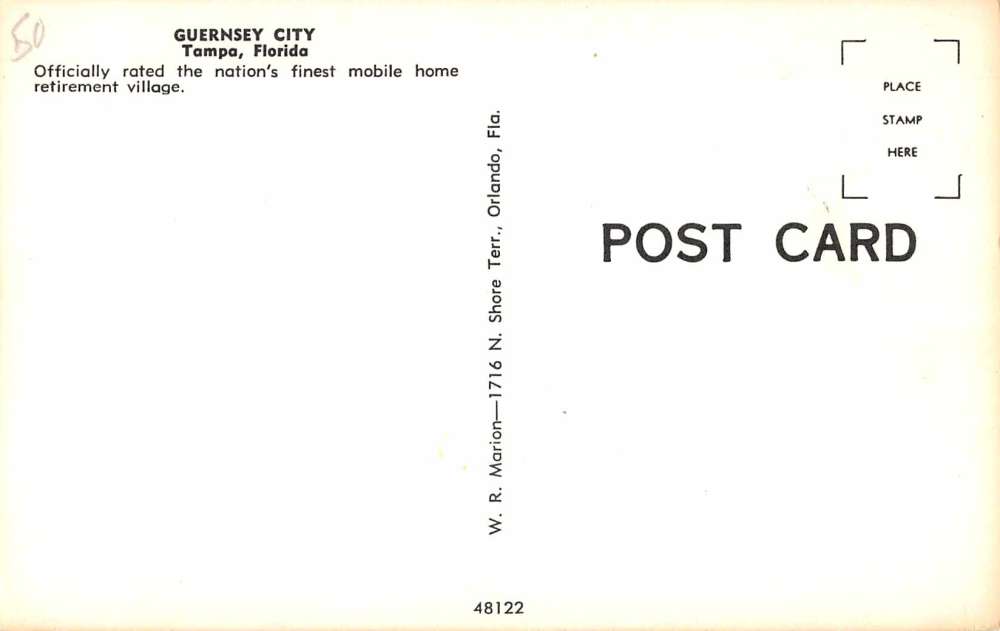 50
GUERNSEY CITY
Tampa, Florida
Officially rated the nation's finest mobile home
retirement village.
W. R. Marion—1716 N. Shore Terr., Orlando, Fla.
PLACE
STAMP
HERE
POST CARD
48122